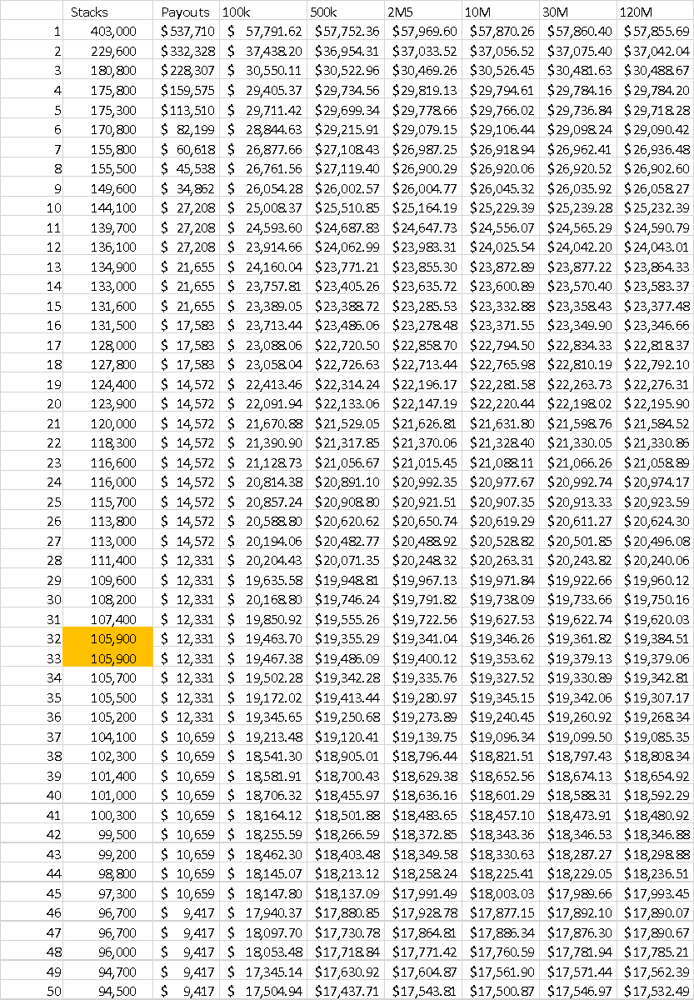 Stacks Payouts 100k 500k 2M5 10M 30M 120M
1 403,000 $537,710 $ 57,791.62 $57,752.36 $57,969.60 $57,870.26 $57,860.40 $57,855.69
2 229,600 $332,328 $ 37,438.20 $36,954.31 $37,033.52 $37,056.52 $37,075.40 $37,042.04
3 180,800 $228,307 $ 30,550.11 $30,522.96 $30,469.26 $30,526.45 $30,481.63 $30,488.67
4 175,800 $159,575 $ 29,405.37 $29,734.56 $29,819.13 $29,794.61 $29,784.16 $29,784.20
5 175,300 $113,510 $ 29,711.42 $29,699.34 $29,778.66 $29,766.02 $29,736.84 $29,718.28
6 170,800 $ 82,199 $ 28,844.63 $29,215.91 $29,079.15 $29,106.44 $29,098.24 $29,090.42
7 155,800 $ 60,618 $ 26,877.66 $27,108.43 $26,987.25 $26,918.94 $26,962.41 $26,936.48
8 155,500 $ 45,538 $ 26,761.56 $27,119.40 $26,900.29 $26,920.06 $26,920.52 $26,902.60
9 149,600 $ 34,862 $ 26,054.28 $26,002.57 $26,004.77 $26,045.32 $26,035.92 $26,058.27
10 144,100 $ 27,208 $ 25,008.37 $25,510.85 $25,164.19 $25,229.39 $25,239.28 $25,232.39
11 139,700 $ 27,208 $ 24,593.60 $24,687.83 $24,647.73 $24,556.07 $24,565.29 $24,590.79
12 136,100 $ 27,208 $ 23,914.66 $24,062.99 $23,983.31 $24,025.54 $24,042.20 $24,043.01
13 134,900 $ 21,655 $ 24,160.04 $23,771.21 $23,855.30 $23,872.89 $23,877.22 $23,864.33
14 133,000 $ 21,655 $ 23,757.81 $23,405.26 $23,635.72 $23,600.89 $23,570.40 $23,583.37
15 131,600 $ 21,655 $ 23,389.05 $23,388.72 $23,285.53 $23,332.88 $23,358.43 $23,377.48
16 131,500 $ 17,583 $ 23,713.44 $23,486.06 $23,278.48 $23,371.55 $23,349.90 $23,346.66
17 128,000 $ 17,583 $ 23,088.06 $22,720.50 $22,858.70 $22,794.50 $22,834.33 $22,818.37
18 127,800 $ 17,583 $ 23,058.04 $22,726.63 $22,713.44 $22,765.98 $22,810.19 $22,792.10
19 124,400 $ 14,572 $ 22,413.46 $22,314.24 $22,196.17 $22,281.58 $22,263.73 $22,276.31
20 123,900 $ 14,572 $ 22,091.94 $22,133.06 $22,147.19 $22,220.44 $22,198.02 $22,195.90
21 120,000 $ 14,572 $ 21,670.88 $21,529.05 $21,626.81 $21,631.80 $21,598.76 $21,584.52
22 118,300 $ 14,572 $ 21,390.90 $21,317.85 $21,370.06 $21,328.40 $21,330.05 $21,330.86
23 116,600 $ 14,572 $ 21,128.73 $21,056.67 $21,015.45 $21,088.11 $21,066.26 $21,058.89
24 116,000 $ 14,572 $ 20,814.38 $20,891.10 $20,992.35 $20,977.67 $20,992.74 $20,974.17
25 115,700 $ 14,572 $ 20,857.24 $20,908.80 $20,921.51 $20,907.35 $20,913.33 $20,923.59
26 113,800 $ 14,572 $ 20,588.80 $20,620.62 $20,650.74 $20,619.29 $20,611.27 $20,624.30
27 113,000 $ 14,572 $ 20,194.06 $20,482.77 $20,488.92 $20,528.82 $20,501.85 $20,496.08
28 111,400 $ 12,331 $ 20,204.43 $20,071.35 $20,248.32 $20,263.31 $20,243.82 $20,240.06
29 109,600 $ 12,331 $ 19,635.58 $19,948.81 $19,967.13 $19,971.84 $19,922.66 $19,960.12
30 108,200 $ 12,331 $ 20,168.80 $19,746.24 $19,791.82 $19,738.09 $19,733.66 $19,750.16
31 107,400 $ 12,331 $ 19,850.92 $19,555.26 $19,722.56 $19,627.53 $19,622.74 $19,620.03
32 105,900 $ 12,331 $ 19,463.70 $19,355.29 $19,341.04 $19,346.26 $19,361.82 $19,384.51
33 105,900 $ 12,331 $ 19,467.38 $19,486.09 $19,400.12 $19,353.62 $19,379.13 $19,379.06
34 105,700 $ 12,331 $ 19,502.28 $19,342.28 $19,335.76 $19,327.52 $19,330.89 $19,342.81
35 105,500 $ 12,331 $ 19,172.02 $19,413.44 $19,280.97 $19,345.15 $19,342.06 $19,307.17
36 105,200 $ 12,331 $ 19,345.65 $19,250.68 $19,273.89 $19,240.45 $19,260.92 $19,268.34
37 104,100 $ 10,659 $ 19,213.48 $19,120.41 $19,139.75 $19,096.34 $19,099.50 $19,085.35
38 102,300 $ 10,659 $ 18,541.30 $18,905.01 $18,796.44 $18,821.51 $18,797.43 $18,808.34
39 101,400 $ 10,659 $ 18,581.91 $18,700.43 $18,629.38 $18,652.56 $18,674.13 $18,654.92
40 101,000 $ 10,659 $ 18,706.32 $18,455.97 $18,636.16 $18,601.29 $18,588.31 $18,592.29
41 100,300 $ 10,659 $ 18,164.12 $18,501.88 $18,483.65 $18,457.10 $18,473.91 $18,480.92
42 99,500 $ 10,659 $ 18,255.59 $18,266.59 $18,372.85 $18,343.36 $18,346.53 $18,346.88
43 99,200 $ 10,659 $ 18,462.30 $18,403.48 $18,349.58 $18,330.63 $18,287.27 $18,298.88
44 98,800 $ 10,659 $ 18,145.07 $18,213.12 $18,258.24 $18,225.41 $18,229.05 $18,236.51
45 97,300 $ 10,659 $ 18,147.80 $18,137.09 $17,991.49 $18,003.03 $17,989.66 $17,993.45
46 96,700 $ 9,417 $ 17,940.37 $17,880.85 $17,928.78 $17,877.15 $17,892.10 $17,890.07
47 96,700 $ 9,417 $ 18,097.70 $17,730.78 $17,864.81 $17,886.34 $17,876.30 $17,890.67
48 96,000 $ 9,417 $ 18,053.48 $17,718.84 $17,771.42 $17,760.59 $17,781.94 $17,785.21
49 94,700 $ 9,417 $ 17,345.14 $17,630.92 $17,604.87 $17,561.90 $17,571.44 $17,562.39
50 94,500 $ 9,417 $ 17,504.94 $17,437.71 $17,543.81 $17,500.87 $17,546.97 $17,532.49